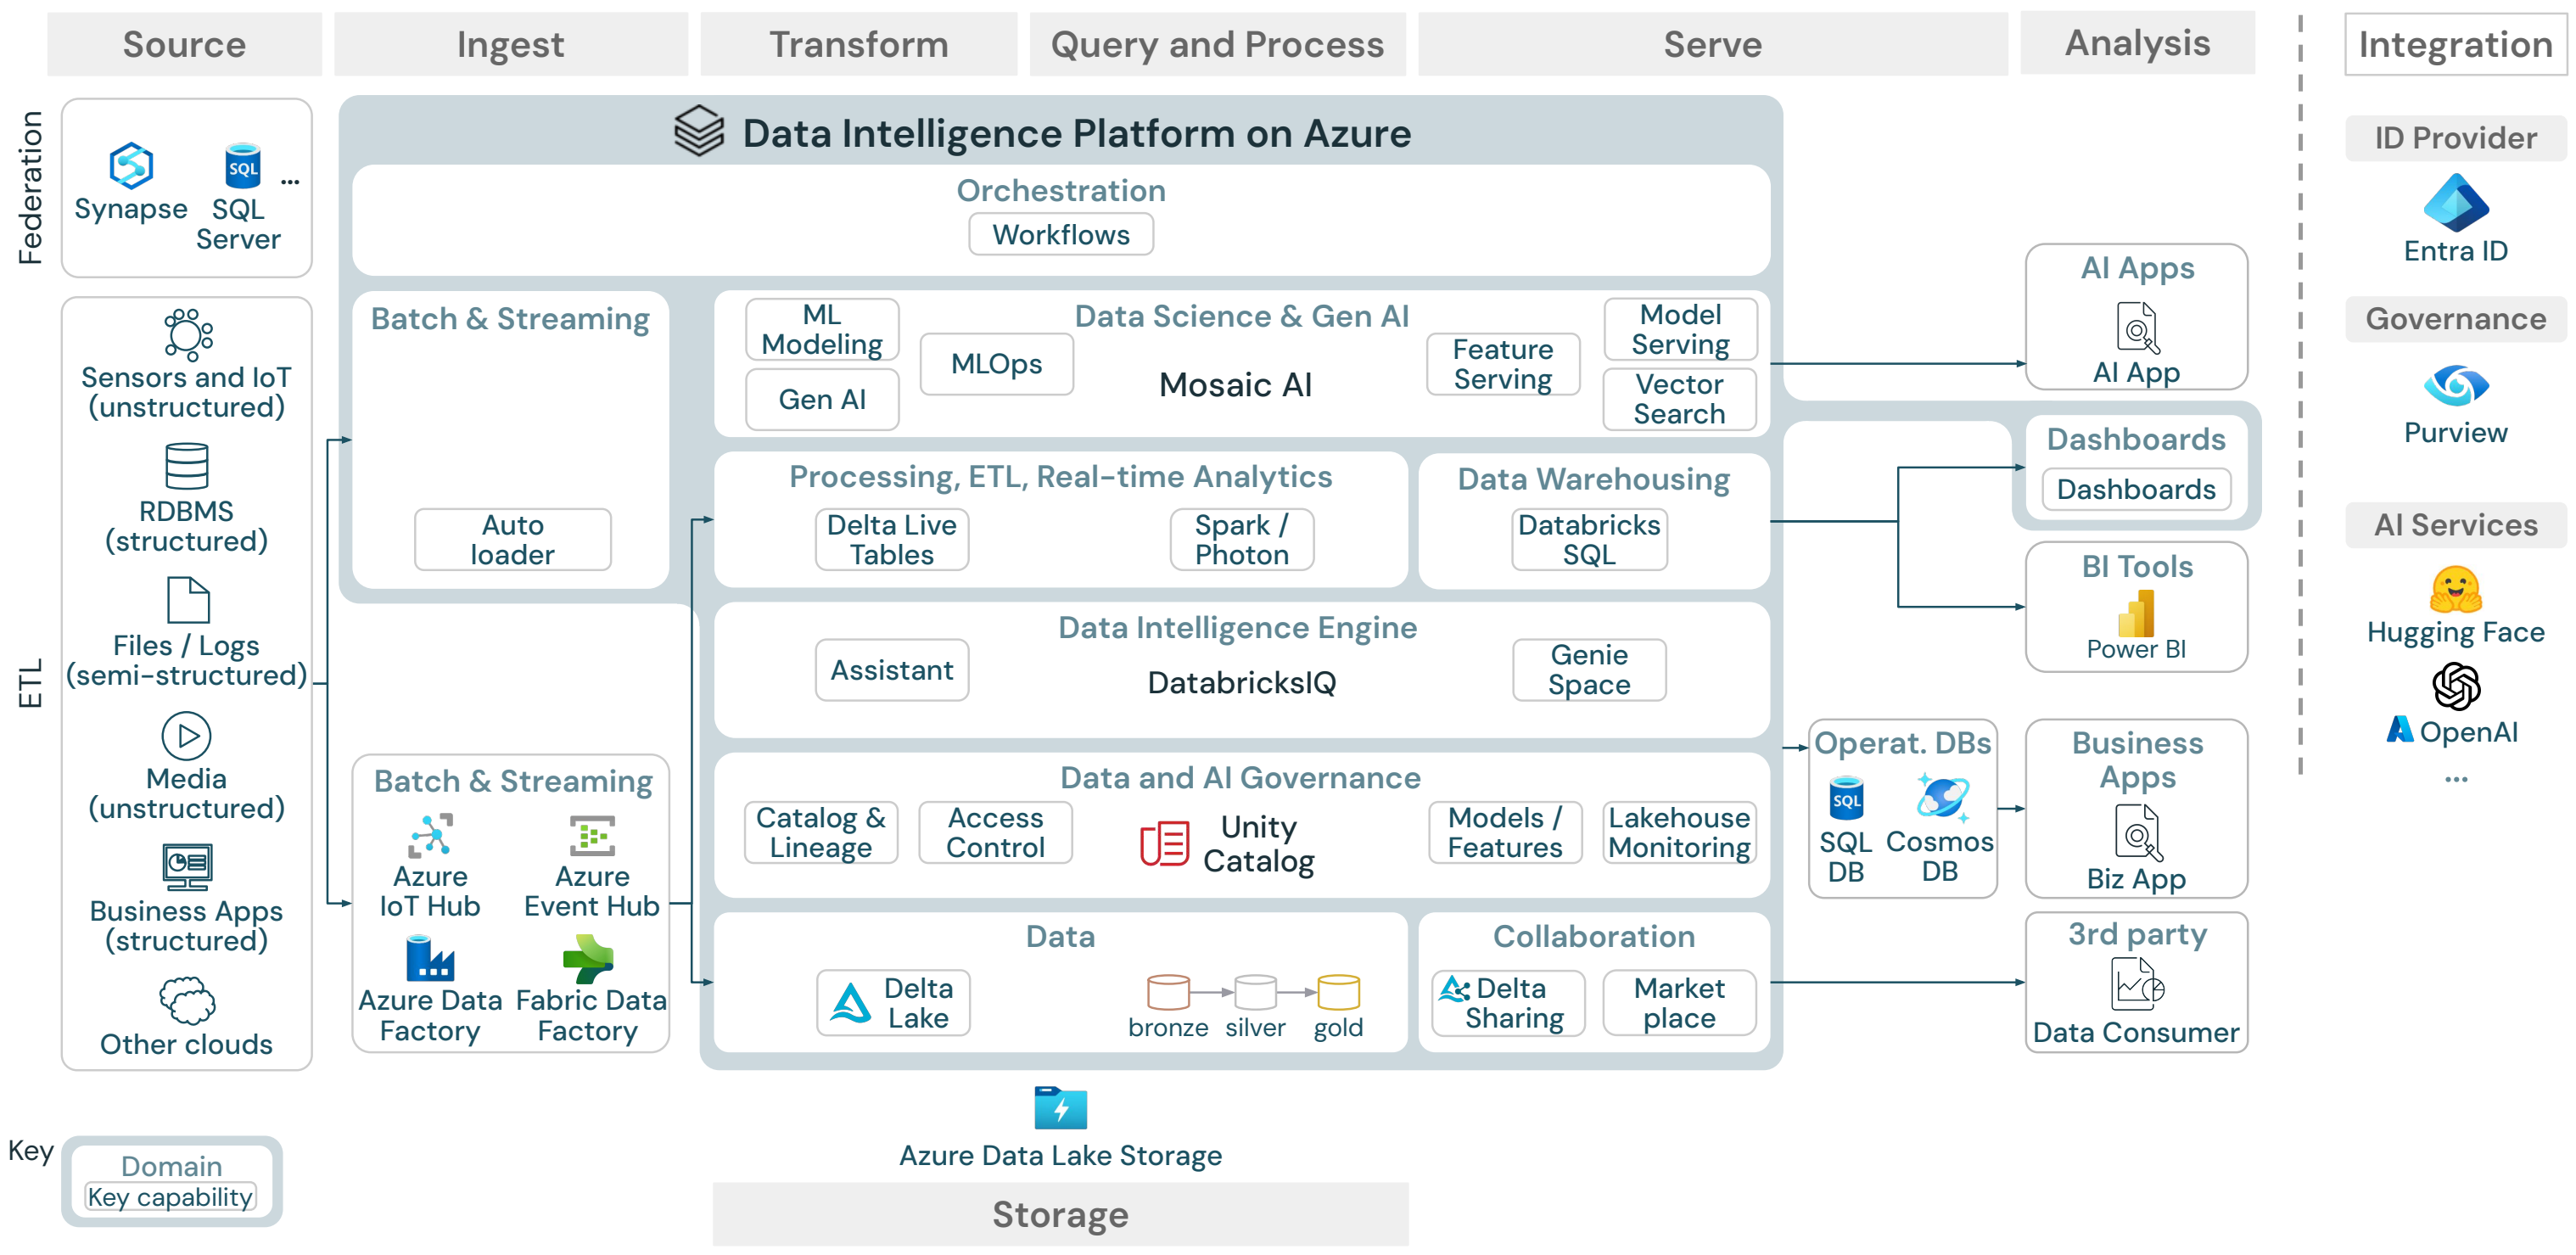 Source
Ingest
Transform
Query and Process
Serve
Analysis
Integration
Federation
Synapse
SQL
SQL
Server
...
ETL
Sensors and IoT
(unstructured)
RDBMS
(structured)
Files / Logs
(semi-structured)
Media
(unstructured)
Business Apps
(structured)
Other clouds
Data Intelligence Platform on Azure
Orchestration
Workflows
Batch & Streaming
Auto
loader
Batch & Streaming
Azure
IoT Hub
Azure
Event Hub
Azure Data
Factory
Fabric Data
Factory
Data Science & Gen AI
ML
Modeling
Gen AI
MLOps
Mosaic AI
Feature
Serving
Model
Serving
Vector
Search
Processing, ETL, Real-time Analytics
Delta Live
Tables
Spark /
Photon
Data Warehousing
Databricks
SQL
Data Intelligence Engine
Assistant
DatabricksIQ
Genie
Space
Data and AI Governance
Catalog &
Lineage
Access
Control
Unity
Catalog
Models /
Features
Lakehouse
Monitoring
Data
Delta
Lake
bronze
silver
gold
Collaboration
Delta
Sharing
Market
place
Operat. DBs
SQL
SQL
DB
Cosmos
DB
AI Apps
AI App
Dashboards
Dashboards
BI Tools
Power BI
Business
Apps
Biz App
3rd party
Data Consumer
ID Provider
Entra ID
Governance
Purview
AI Services
Hugging Face
OpenAI
...
Azure Data Lake Storage
Storage
Key
Domain
Key capability